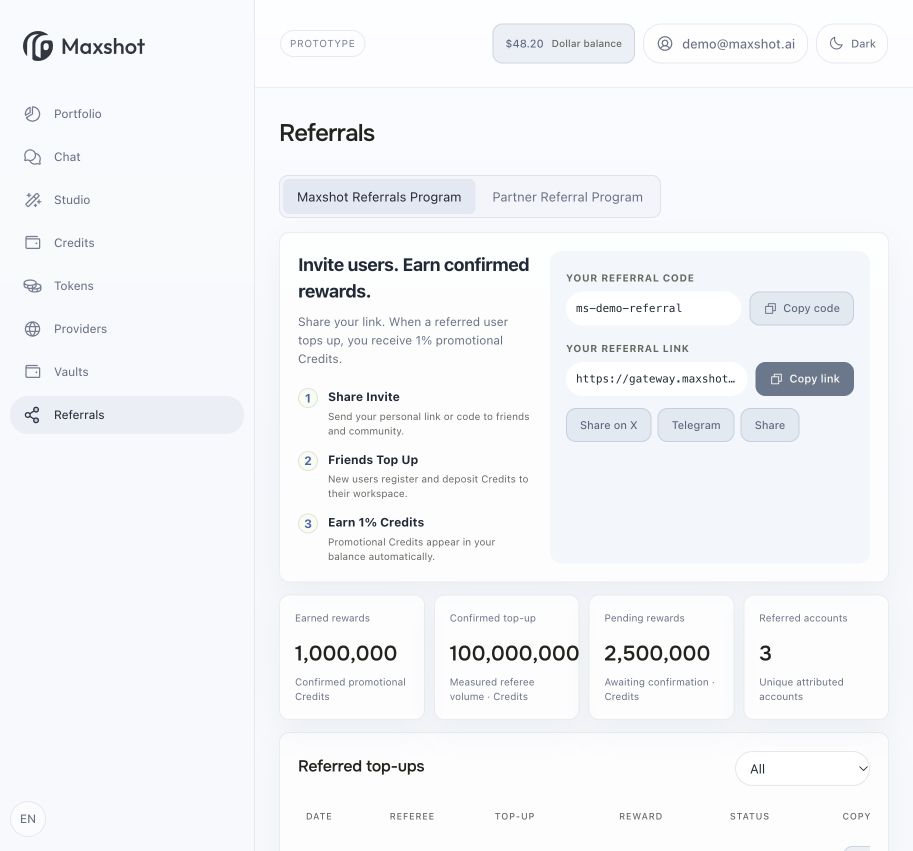 Maxshot
PROTOTYPE
$48.20 Dollar balance
demo@maxshot.ai
Dark
Portfolio
Chat
Studio
Credits
Tokens
Providers
Vaults
Referrals
EN
Referrals
Maxshot Referrals Program
Partner Referral Program
Invite users. Earn confirmed
rewards.
Share your link. When a referred user
tops up, you receive 1% promotional
Credits.
1 Share Invite
Send your personal link or code to friends
and community.
2 Friends Top Up
New users register and deposit Credits to
their workspace.
3 Earn 1% Credits
Promotional Credits appear in your
balance automatically.
YOUR REFERRAL CODE
ms-demo-referral
Copy code
YOUR REFERRAL LINK
https://gateway.maxshot…
Copy link
Share on X
Telegram
Share
Earned rewards
1,000,000
Confirmed promotional
Credits
Confirmed top-up
100,000,000
Measured referee
volume · Credits
Pending rewards
2,500,000
Awaiting confirmation ·
Credits
Referred accounts
3
Unique attributed
accounts
Referred top-ups
All
DATE REFEREE TOP-UP REWARD STATUS COPY